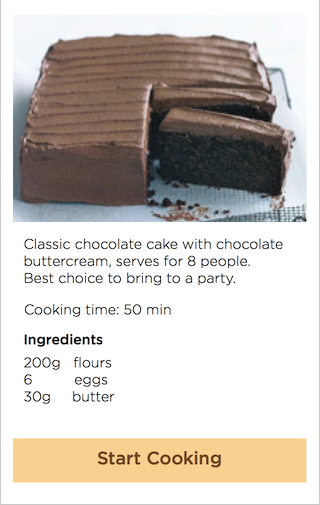 Classic chocolate cake with chocolate
buttercream, serves for 8 people.
Best choice to bring to a party.
Cooking time: 50 min
Ingredients
200g flours
6 eggs
30g butter
Start Cooking